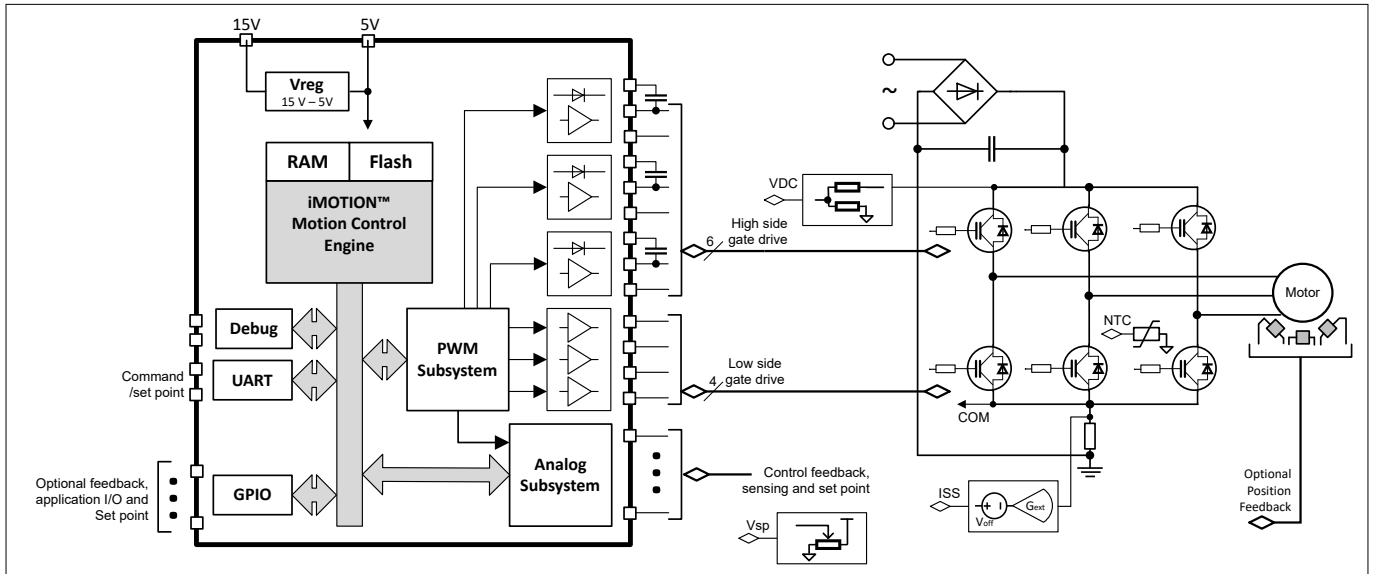 15V
5V
Vreg
15 V – 5V
RAM
Flash
iMOTION™
Motion Control
Engine
Debug
UART
GPIO
PWM
Subsystem
Analog
Subsystem
Command
/set point
Optional feedback,
application I/O and
Set point
High side
gate drive
6
Low side
gate drive
4
Control feedback,
sensing and set point
Vsp
~
VDC
NTC
Motor
COM
ISS
+ –
Voff
Gext
Optional
Position
Feedback